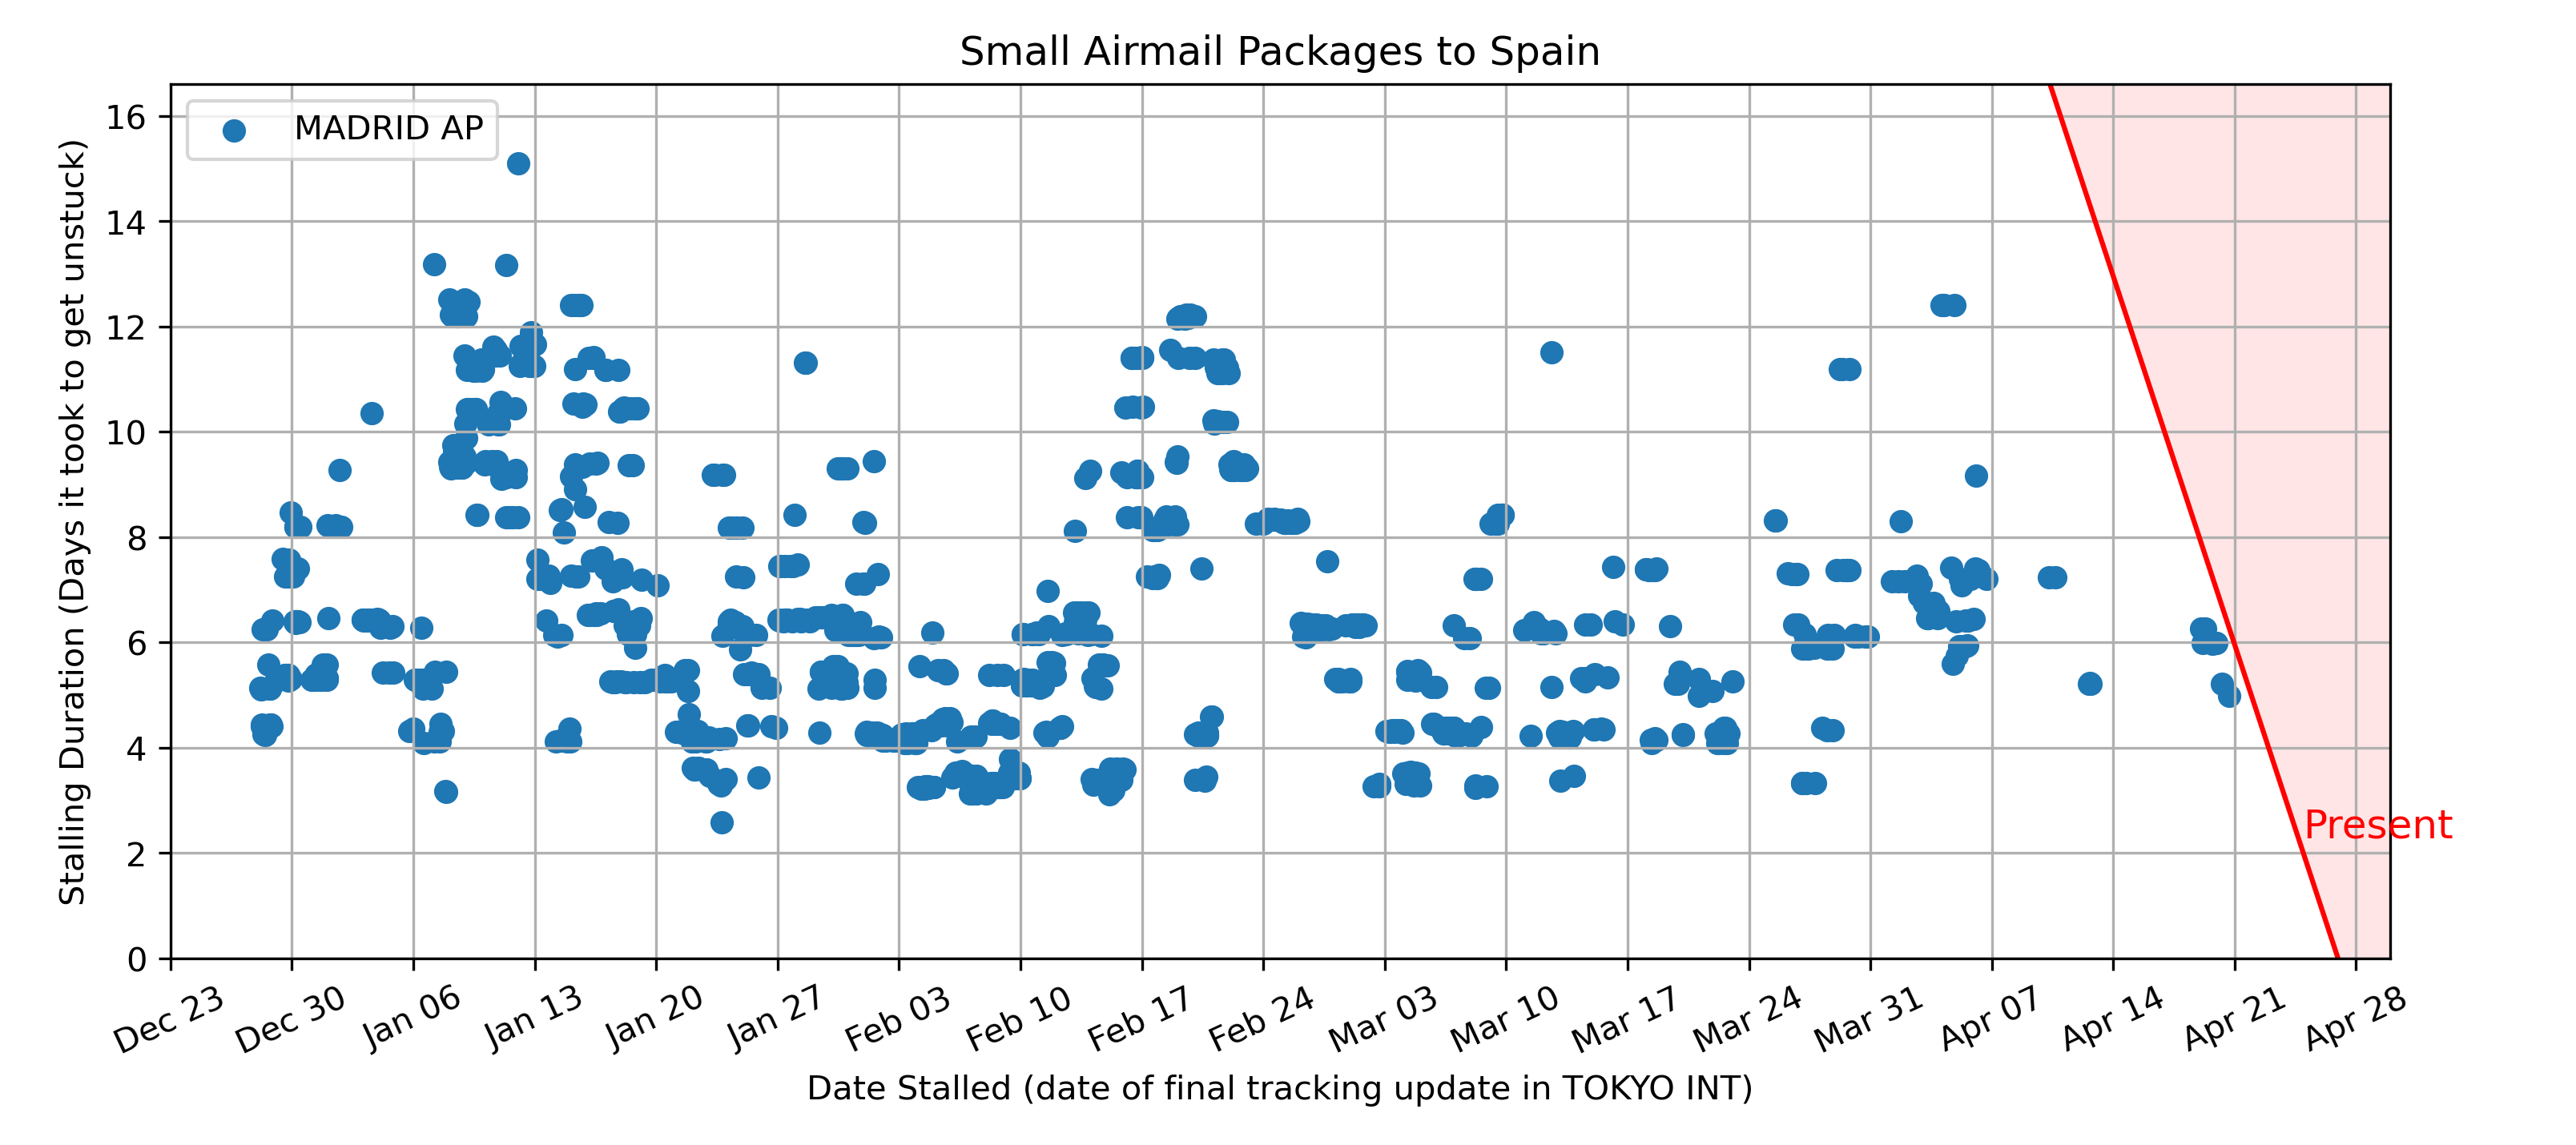 Small Airmail Packages to Spain
MADRID AP
Stalling Duration (Days it took to get unstuck)
16
14
12
10
8
6
4
2
0
Present
Dec 23
Dec 30
Jan 06
Jan 13
Jan 20
Jan 27
Feb 03
Feb 10
Feb 17
Feb 24
Mar 03
Mar 10
Mar 17
Mar 24
Mar 31
Apr 07
Apr 14
Apr 21
Apr 28
Date Stalled (date of final tracking update in TOKYO INT)